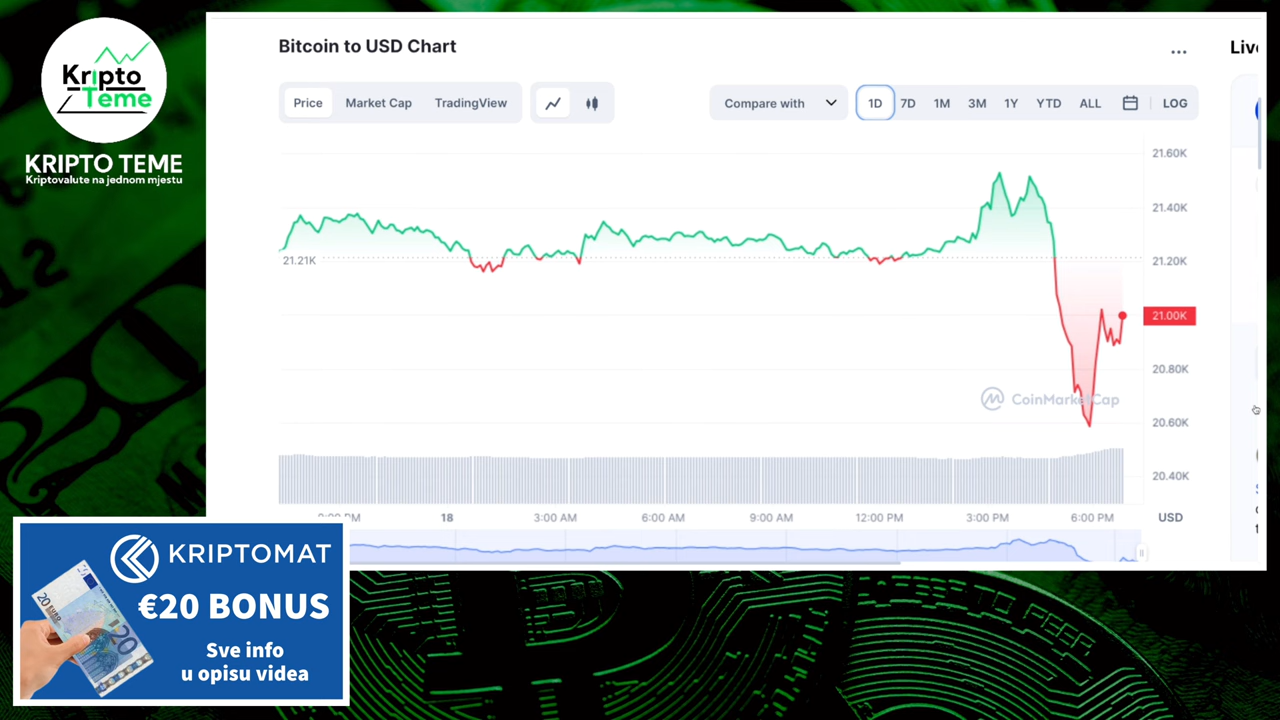 Kripto
Teme
KRIPTO TEME
Kriptovalute na jednom mjestu
Bitcoin to USD Chart
Price
Market Cap
TradingView
Compare with
1D
7D
1M
3M
1Y
YTD
ALL
LOG
21.60K
21.40K
21.21K
21.20K
21.00K
20.80K
CoinMarketCap
20.60K
20.40K
18
3:00 AM
6:00 AM
9:00 AM
12:00 PM
3:00 PM
6:00 PM
USD
KRIPTOMAT
€20 BONUS
Sve info
u opisu videa
20 EURO
20